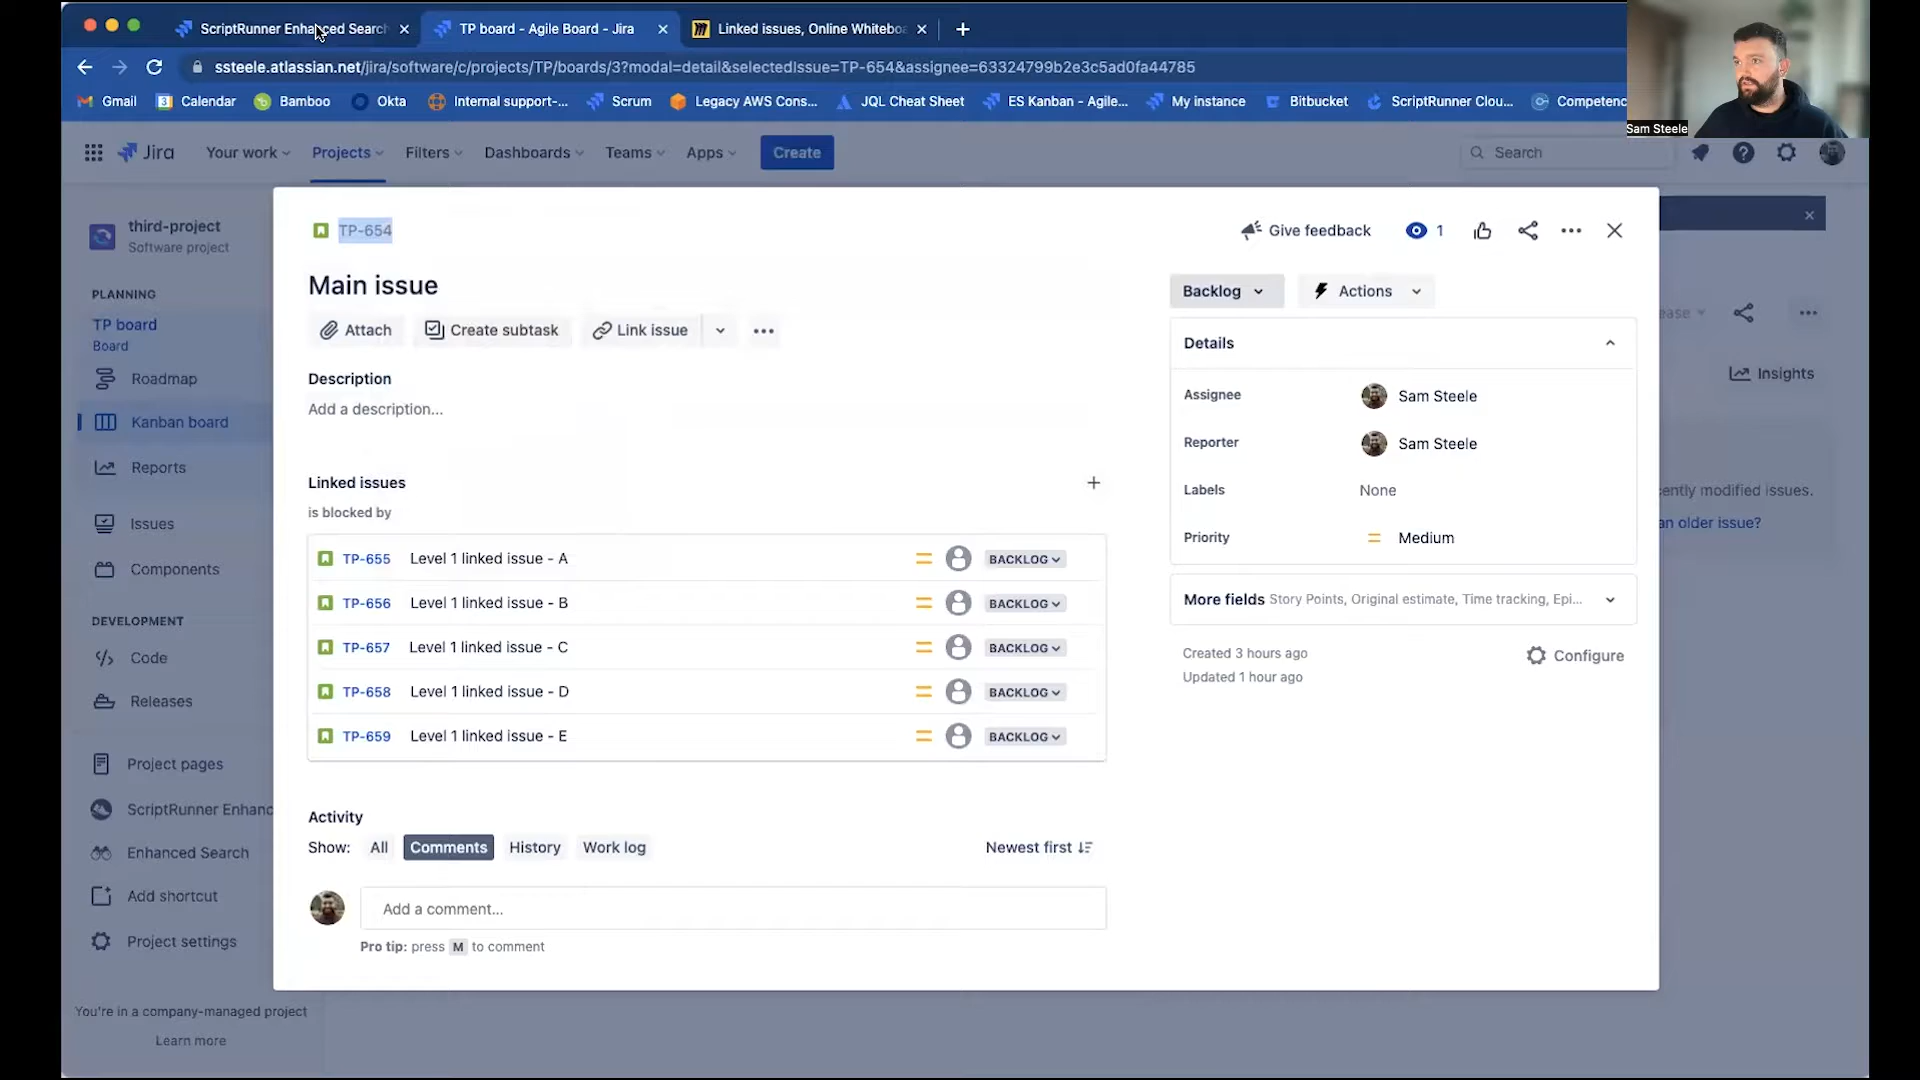 ScriptRunner Enhanced Search
TP board - Agile Board - Jira
Linked issues, Online Whiteboa
ssteele.atlassian.net/jira/software/c/projects/TP/boards/3?modal=detail&selectedIssue=TP-654&assignee=63324799b2e3c5ad0fa44785
Gmail
3 Calendar
Bamboo
Okta
Internal support-...
Scrum
Legacy AWS Cons...
JQL Cheat Sheet
ES Kanban - Agile...
My instance
Bitbucket
ScriptRunner Clou...
Competenc
Sam Steele
Jira
Your work
Projects
Filters
Dashboards
Teams
Apps
Create
Search
third-project
Software project
PLANNING
TP board
Board
Roadmap
Kanban board
Reports
Issues
Components
DEVELOPMENT
Code
Releases
Project pages
ScriptRunner Enhanc
Enhanced Search
Add shortcut
Project settings
You're in a company-managed project
Learn more
TP-654
Give feedback
1
Main issue
Attach
Create subtask
Link issue
Description
Add a description...
Linked issues
is blocked by
TP-655 Level 1 linked issue - A BACKLOG
TP-656 Level 1 linked issue - B BACKLOG
TP-657 Level 1 linked issue - C BACKLOG
TP-658 Level 1 linked issue - D BACKLOG
TP-659 Level 1 linked issue - E BACKLOG
Activity
Show: All Comments History Work log
Newest first
Add a comment...
Pro tip: press M to comment
Backlog
Actions
Details
Assignee Sam Steele
Reporter Sam Steele
Labels None
Priority Medium
More fields Story Points, Original estimate, Time tracking, Epi...
Created 3 hours ago
Updated 1 hour ago
Configure
ease
Insights
ently modified issues.
an older issue?